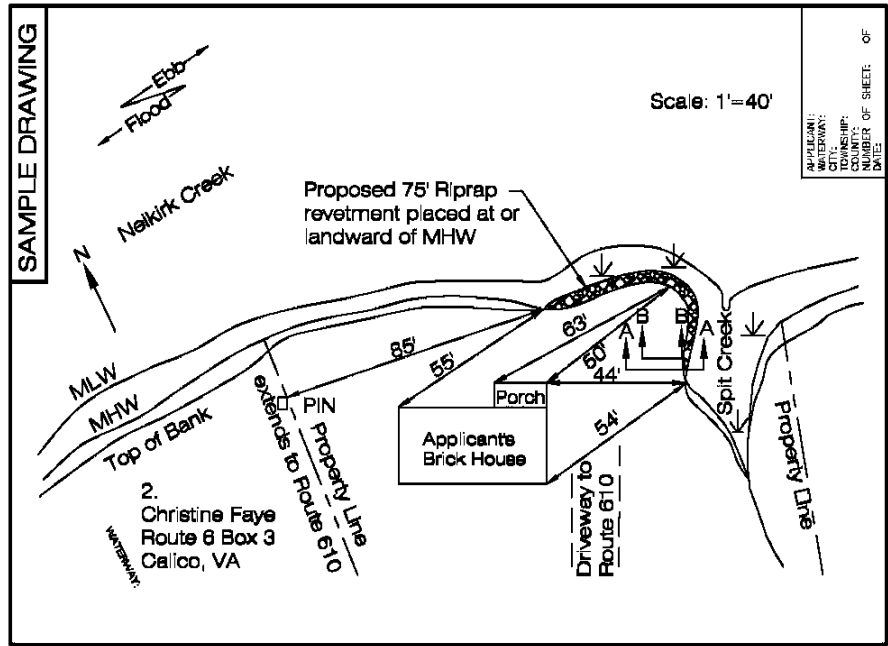 SAMPLE DRAWING
Ebb
Flood
Scale: 1'=40'
APPLICANT:
WATERWAY:
CITY:
TOWNSHIP:
COUNTY:
NUMBER OF SHEET: OF
DATE:
Nelkirk Creek
N
Proposed 75' Riprap
revetment placed at or
landward of MHW
MLW
MHW
Top of Bank
85'
55'
63'
50'
44'
54'
A
B
B
A
Spit Creek
PIN
Porch
Applicant's
Brick House
Property Line
extends to Route 610
Driveway to
Route 610
Property Line
2.
Christine Faye
Route 6 Box 3
Calico, VA
WATERWAY: